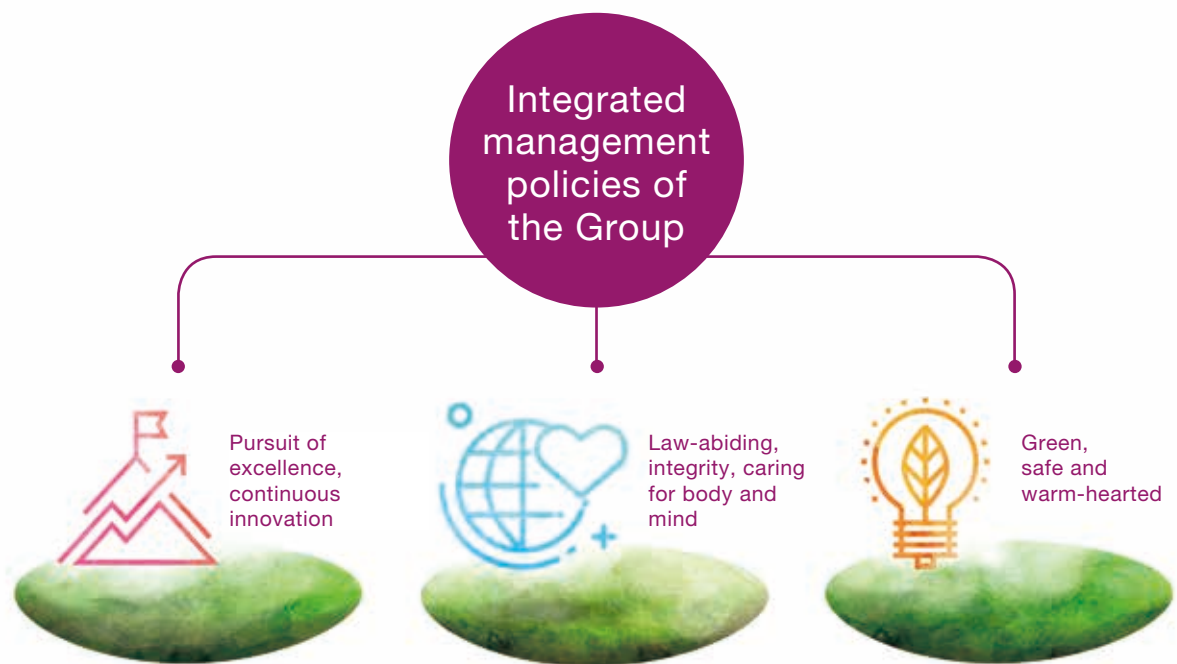 Integrated
management
policies of
the Group
Pursuit of
excellence,
continuous
innovation
Law-abiding,
integrity, caring
for body and
mind
Green,
safe and
warm-hearted